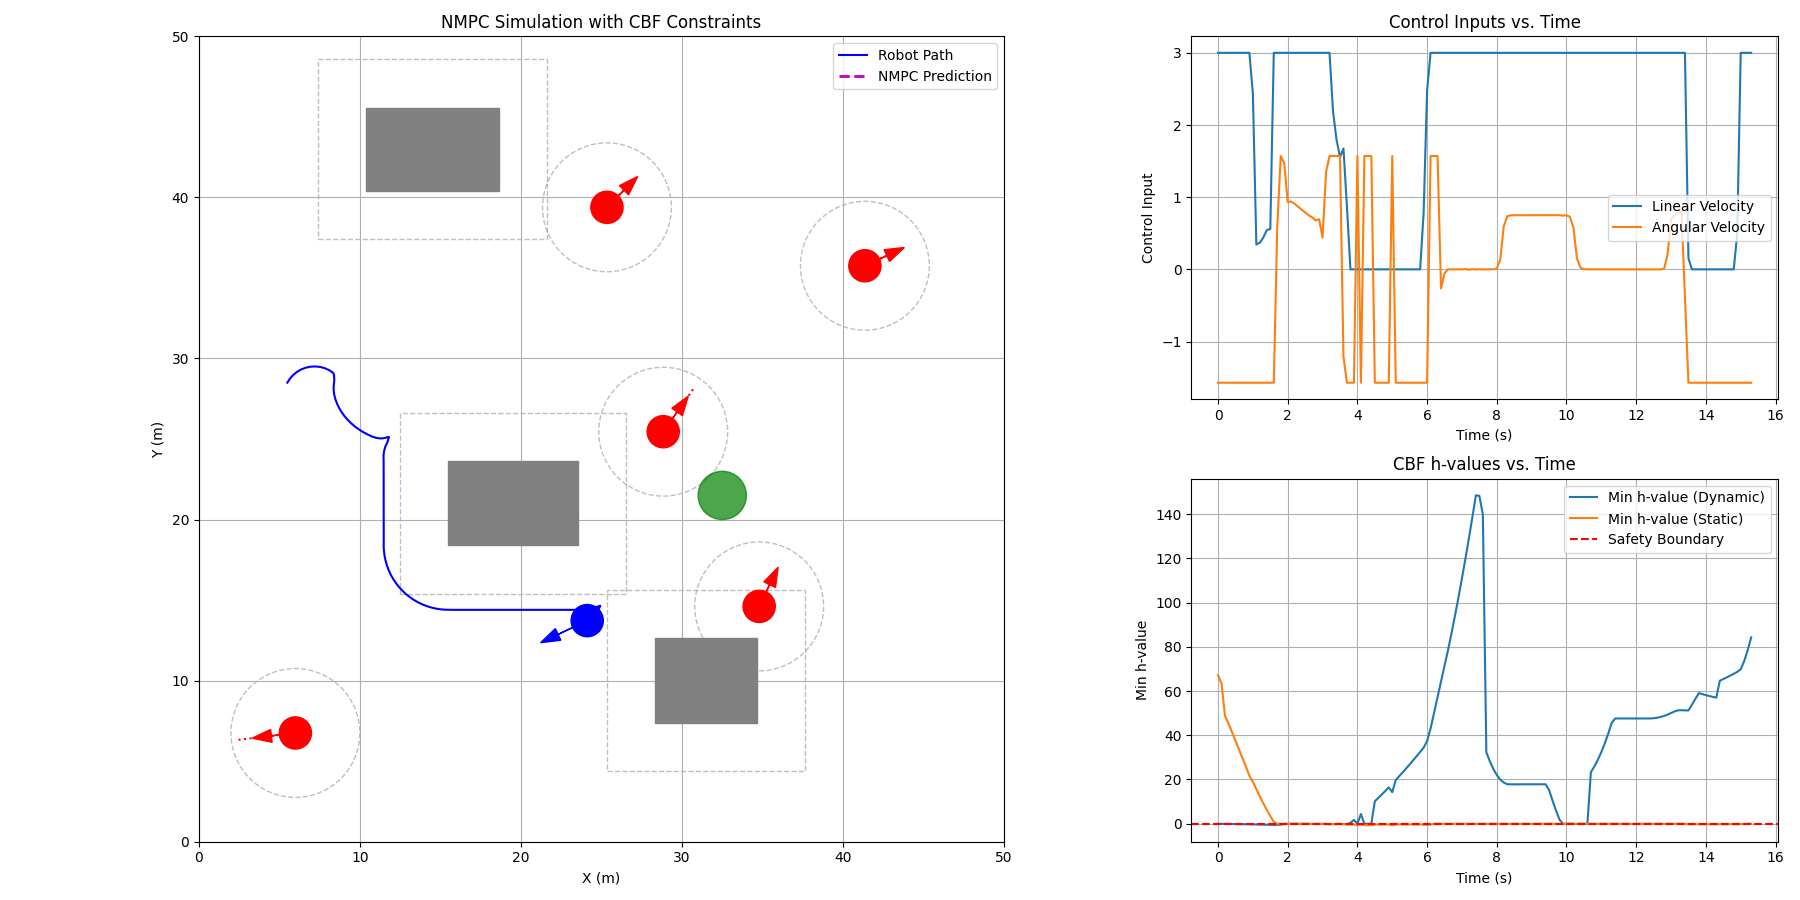 NMPC Simulation with CBF Constraints
Robot Path
NMPC Prediction
Y (m)
50
40
30
20
10
0
0 10 20 30 40 50
X (m)
Control Inputs vs. Time
Control Input
3
2
1
0
−1
Linear Velocity
Angular Velocity
0 2 4 6 8 10 12 14 16
Time (s)
CBF h-values vs. Time
Min h-value
140
120
100
80
60
40
20
0
Min h-value (Dynamic)
Min h-value (Static)
Safety Boundary
0 2 4 6 8 10 12 14 16
Time (s)